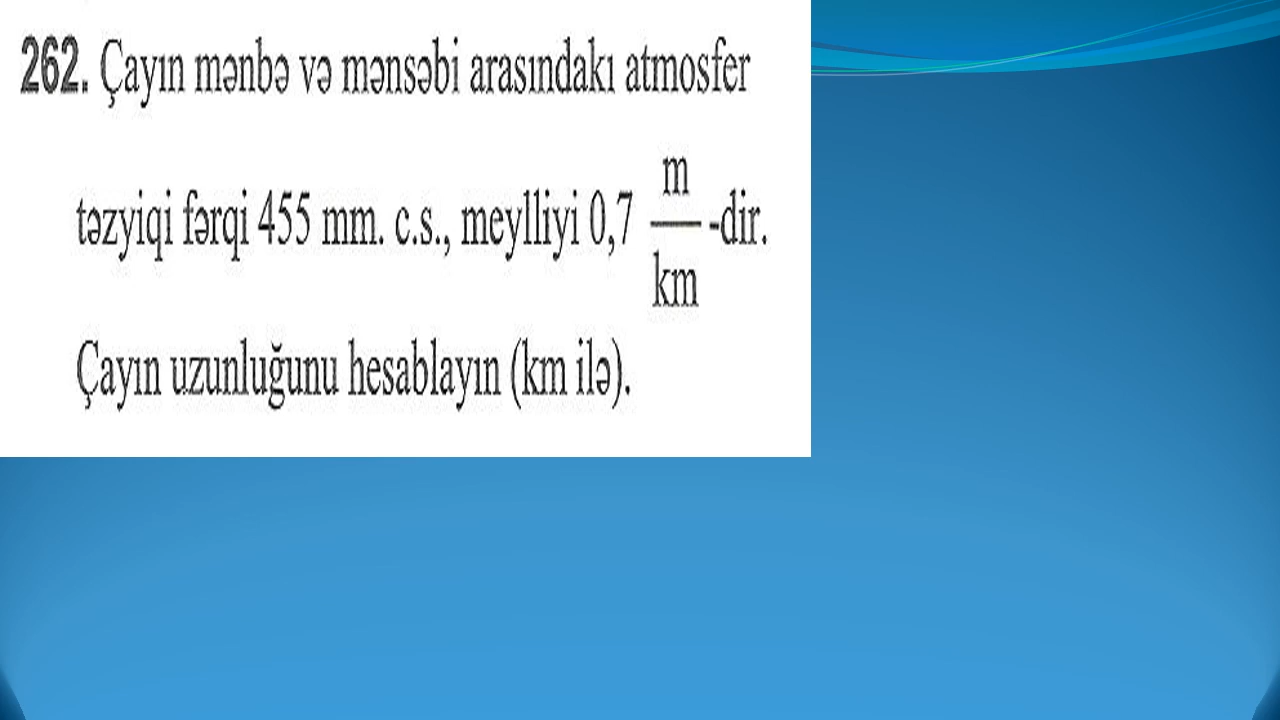 262. Çayın mənbə və mənsəbi arasındakı atmosfer
təzyiqi fərqi 455 mm. c.s., meylliyi 0,7 m/km -dir.
Çayın uzunluğunu hesablayın (km ilə).